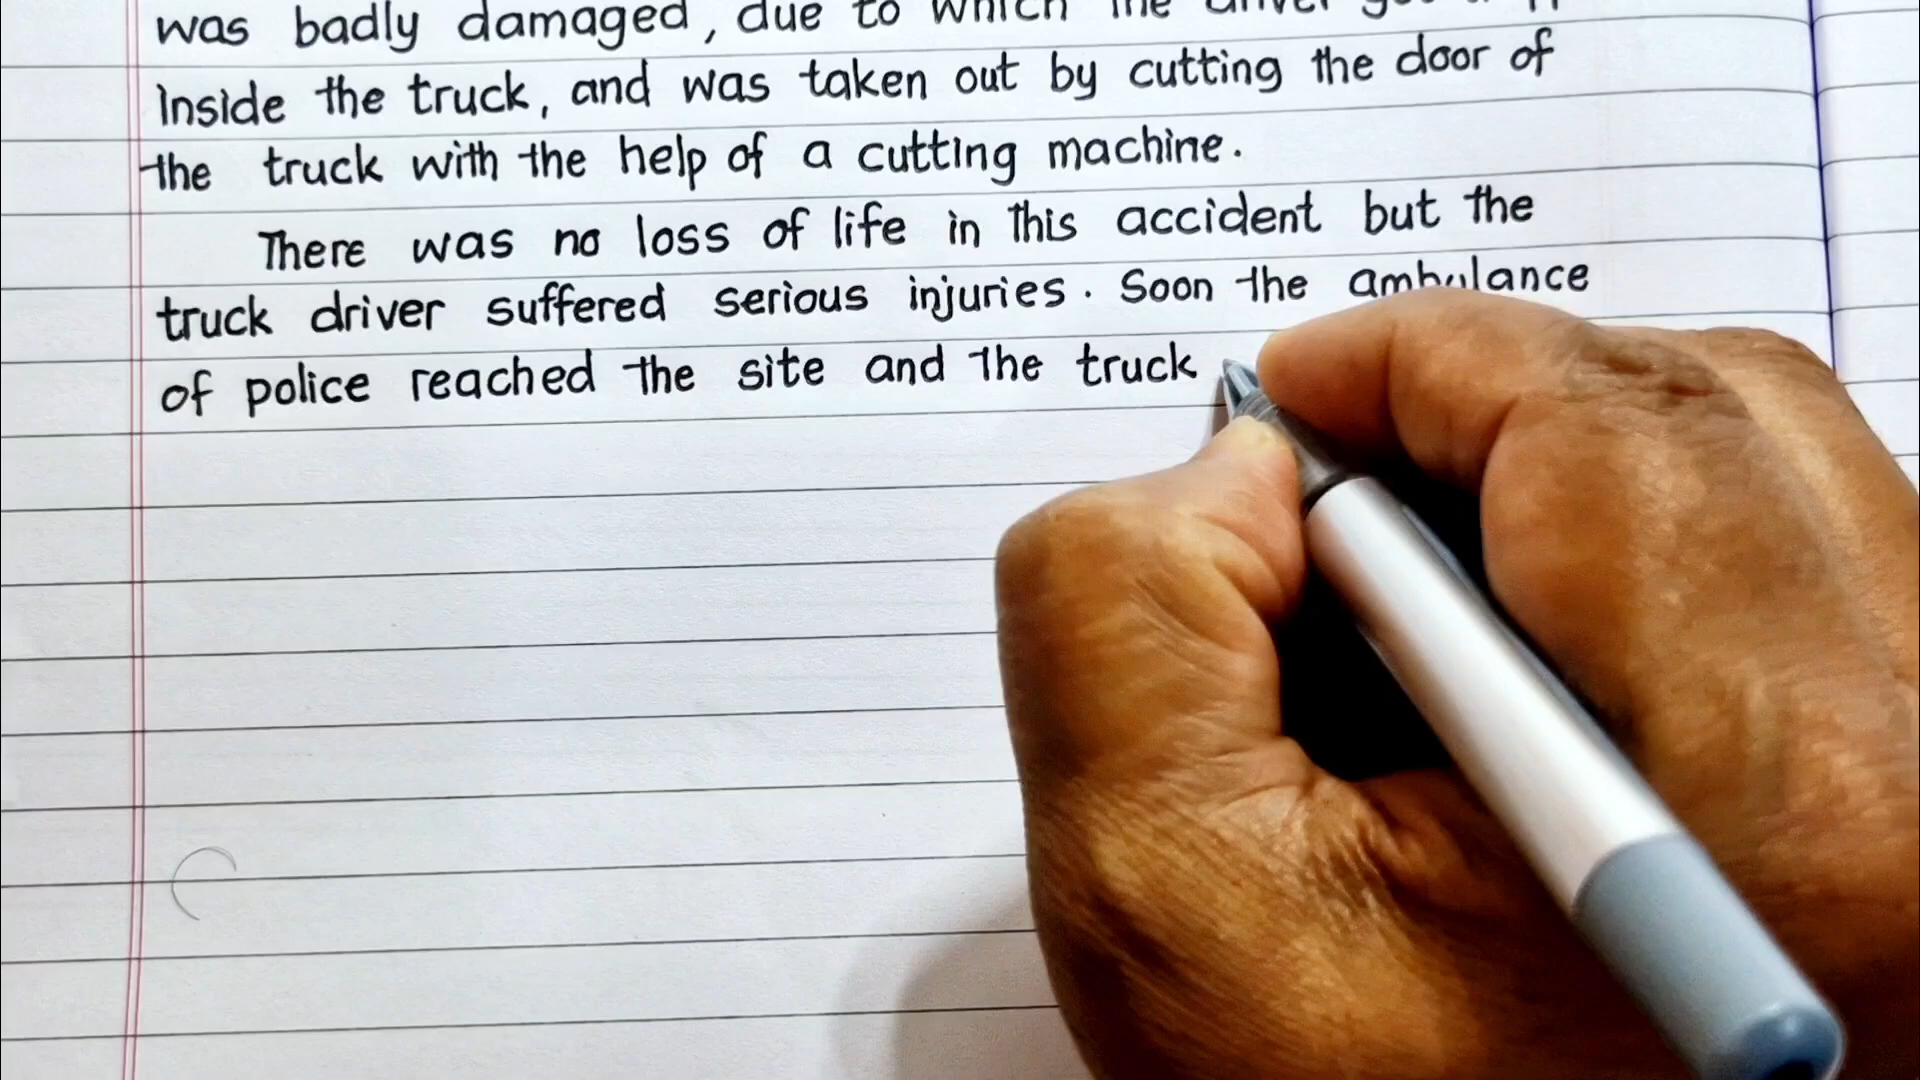 was badly damaged, due to which the driver
Inside the truck, and was taken out by cutting the door of
the truck with the help of a cutting machine.
There was no loss of life in this accident but the
truck driver suffered serious injuries. Soon the ambulance
of police reached the site and the truck